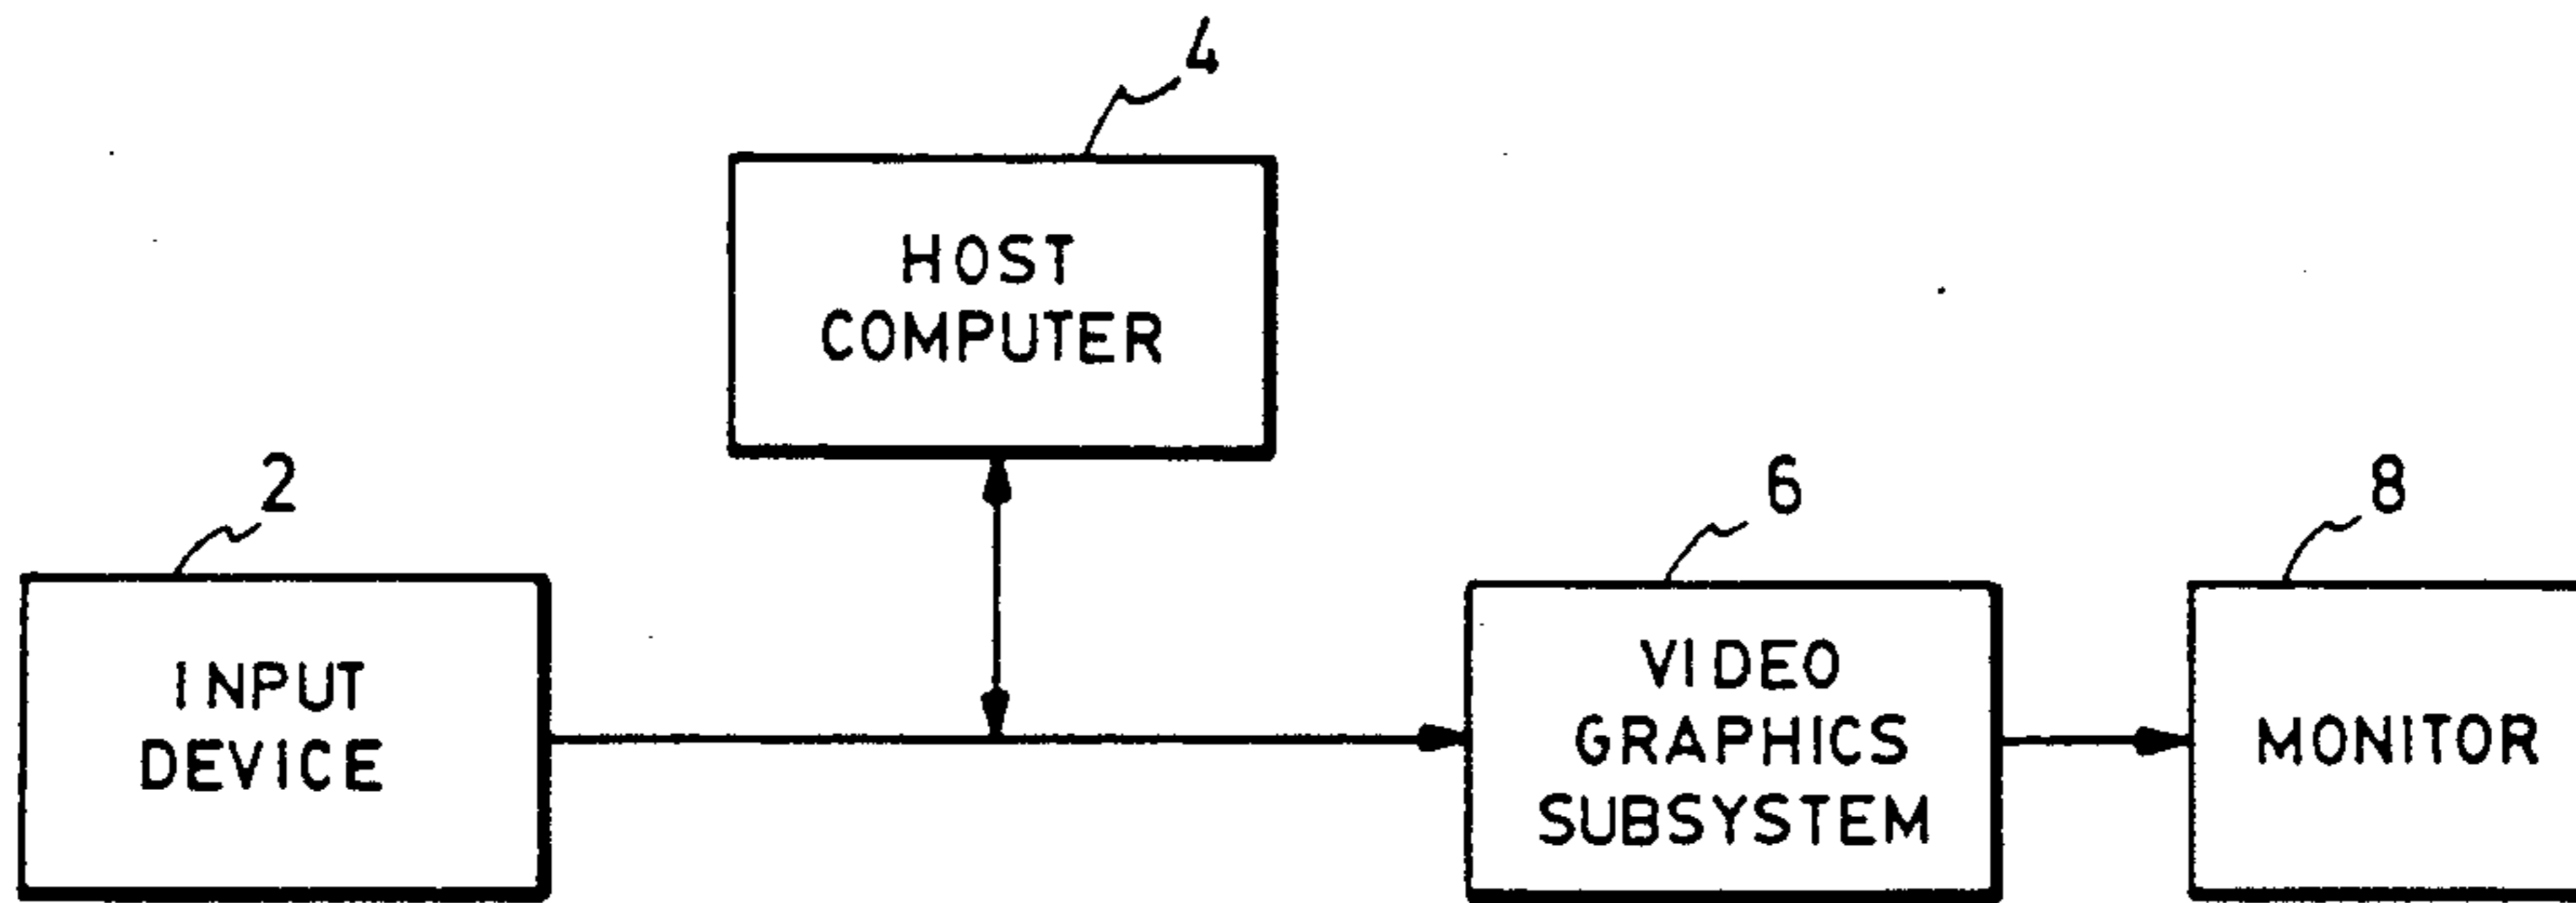 4
HOST
COMPUTER
2
INPUT
DEVICE
6
VIDEO
GRAPHICS
SUBSYSTEM
8
MONITOR